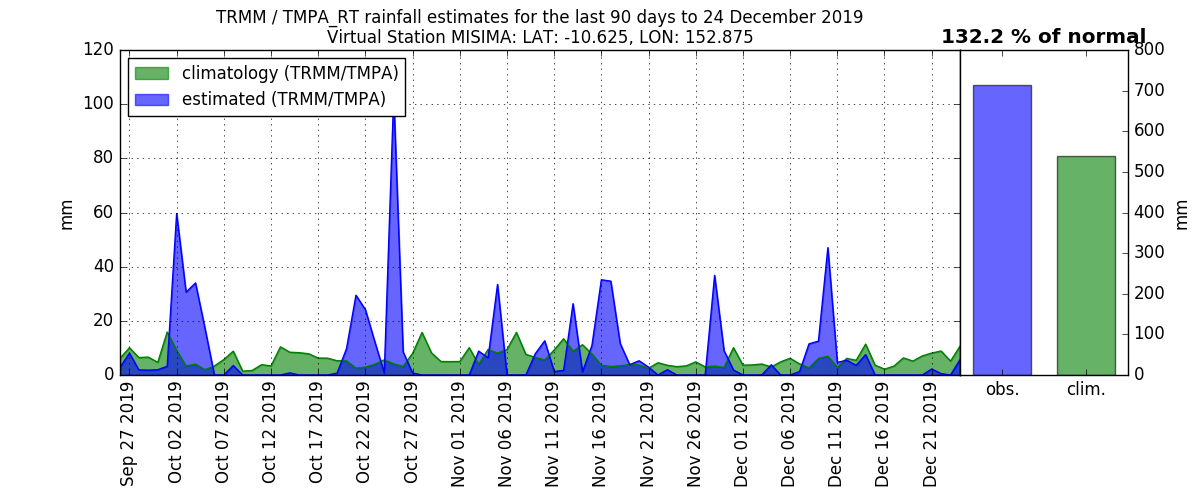 TRMM / TMPA_RT rainfall estimates for the last 90 days to 24 December 2019
Virtual Station MISIMA: LAT: -10.625, LON: 152.875
132.2 % of normal
climatology (TRMM/TMPA)
estimated (TRMM/TMPA)
120
100
80
60
40
20
0
mm
800
700
600
500
400
300
200
100
0
mm
Sep 27 2019
Oct 02 2019
Oct 07 2019
Oct 12 2019
Oct 17 2019
Oct 22 2019
Oct 27 2019
Nov 01 2019
Nov 06 2019
Nov 11 2019
Nov 16 2019
Nov 21 2019
Nov 26 2019
Dec 01 2019
Dec 06 2019
Dec 11 2019
Dec 16 2019
Dec 21 2019
obs.
clim.